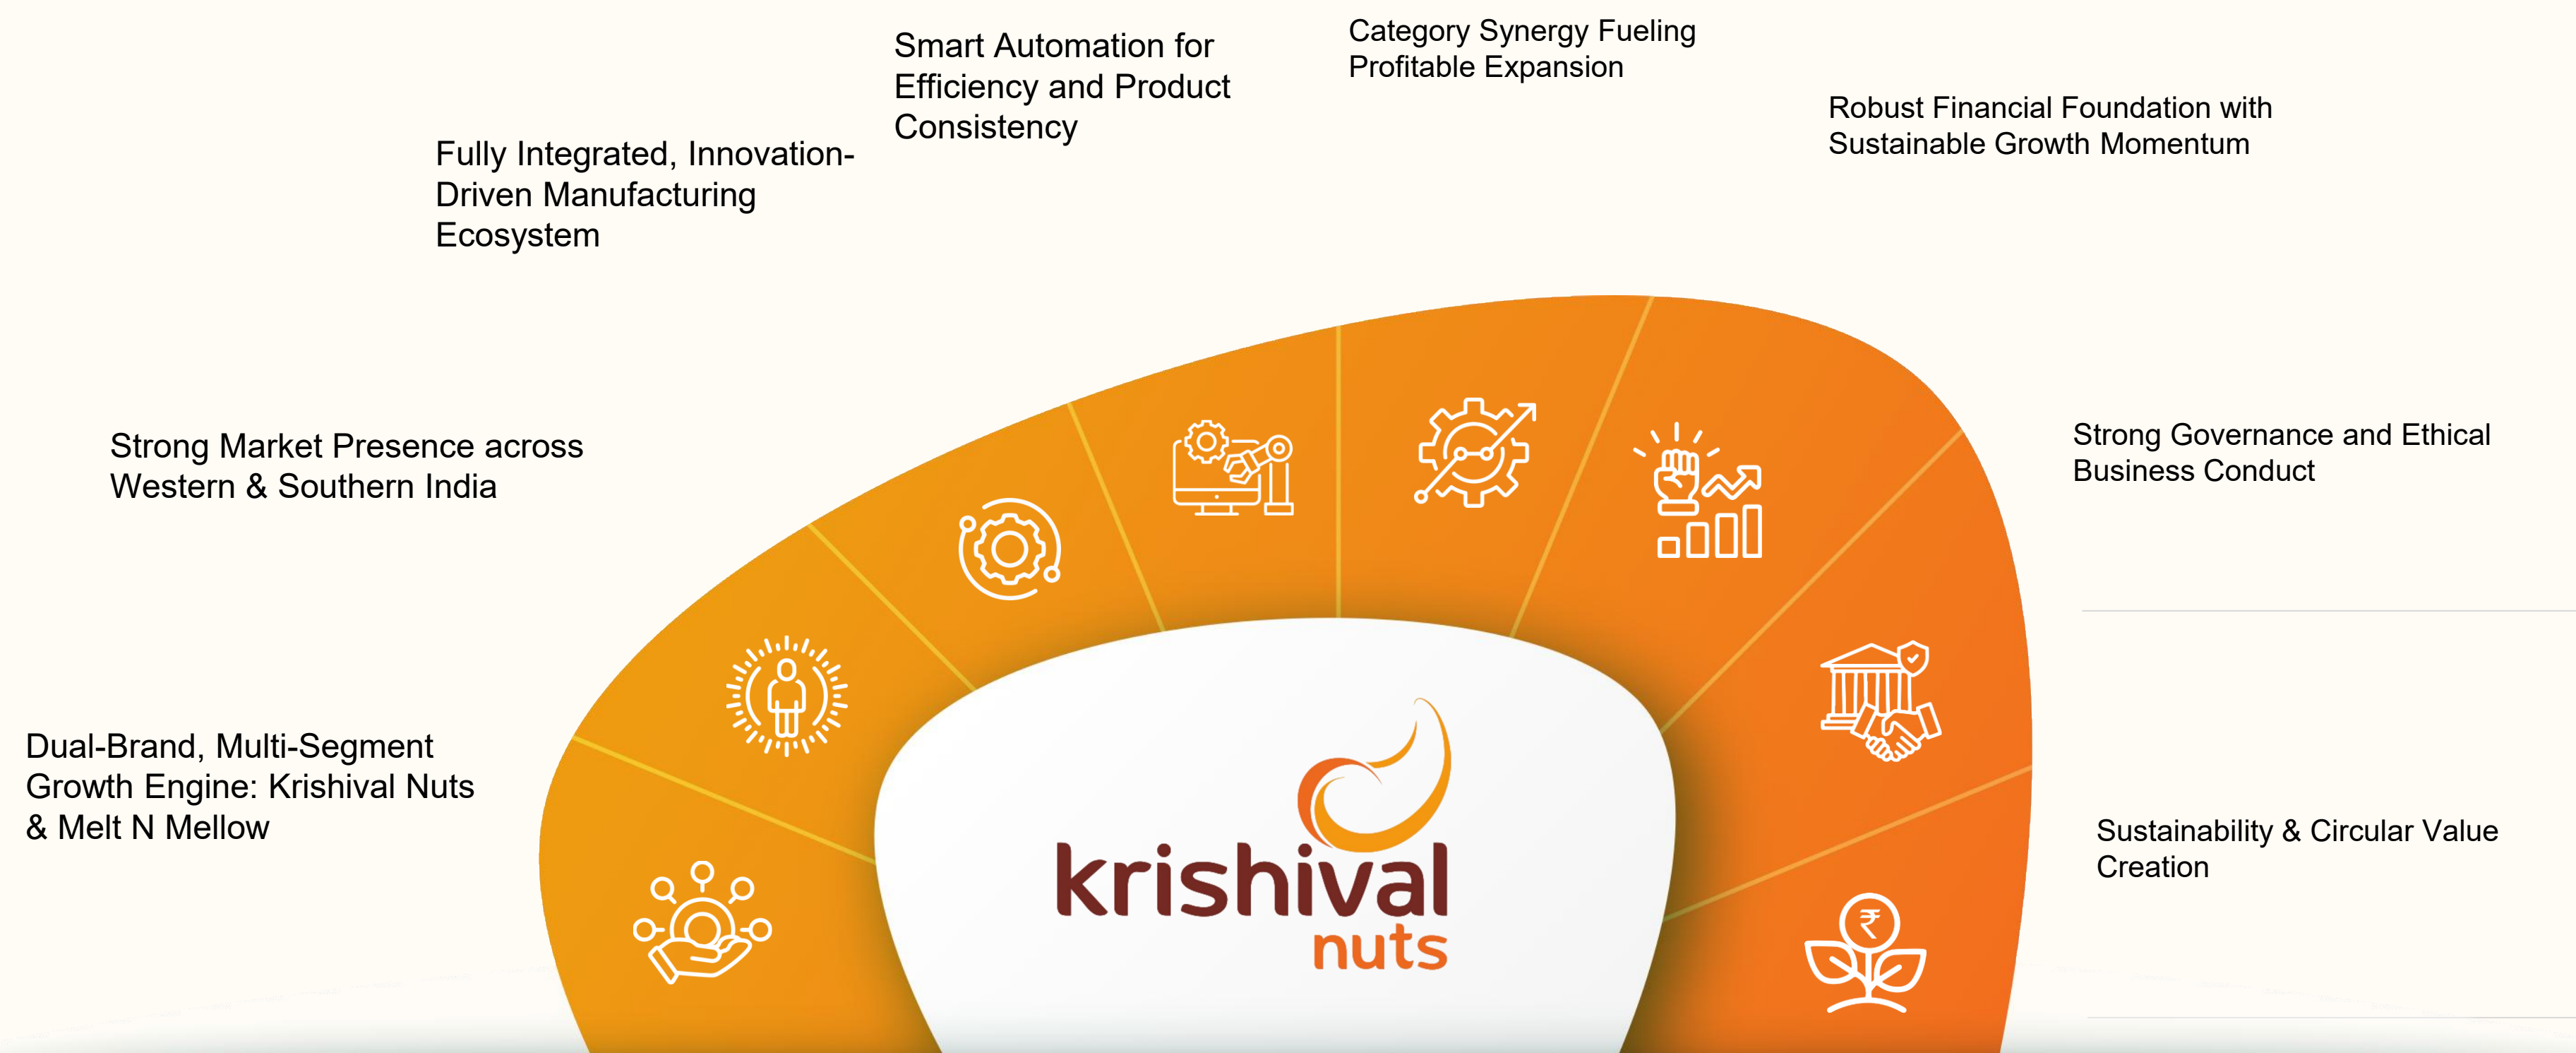 Dual-Brand, Multi-Segment
Growth Engine: Krishival Nuts
& Melt N Mellow
Strong Market Presence across
Western & Southern India
Fully Integrated, Innovation-
Driven Manufacturing
Ecosystem
Smart Automation for
Efficiency and Product
Consistency
Category Synergy Fueling
Profitable Expansion
Robust Financial Foundation with
Sustainable Growth Momentum
Strong Governance and Ethical
Business Conduct
Sustainability & Circular Value
Creation
₹
krishival
nuts